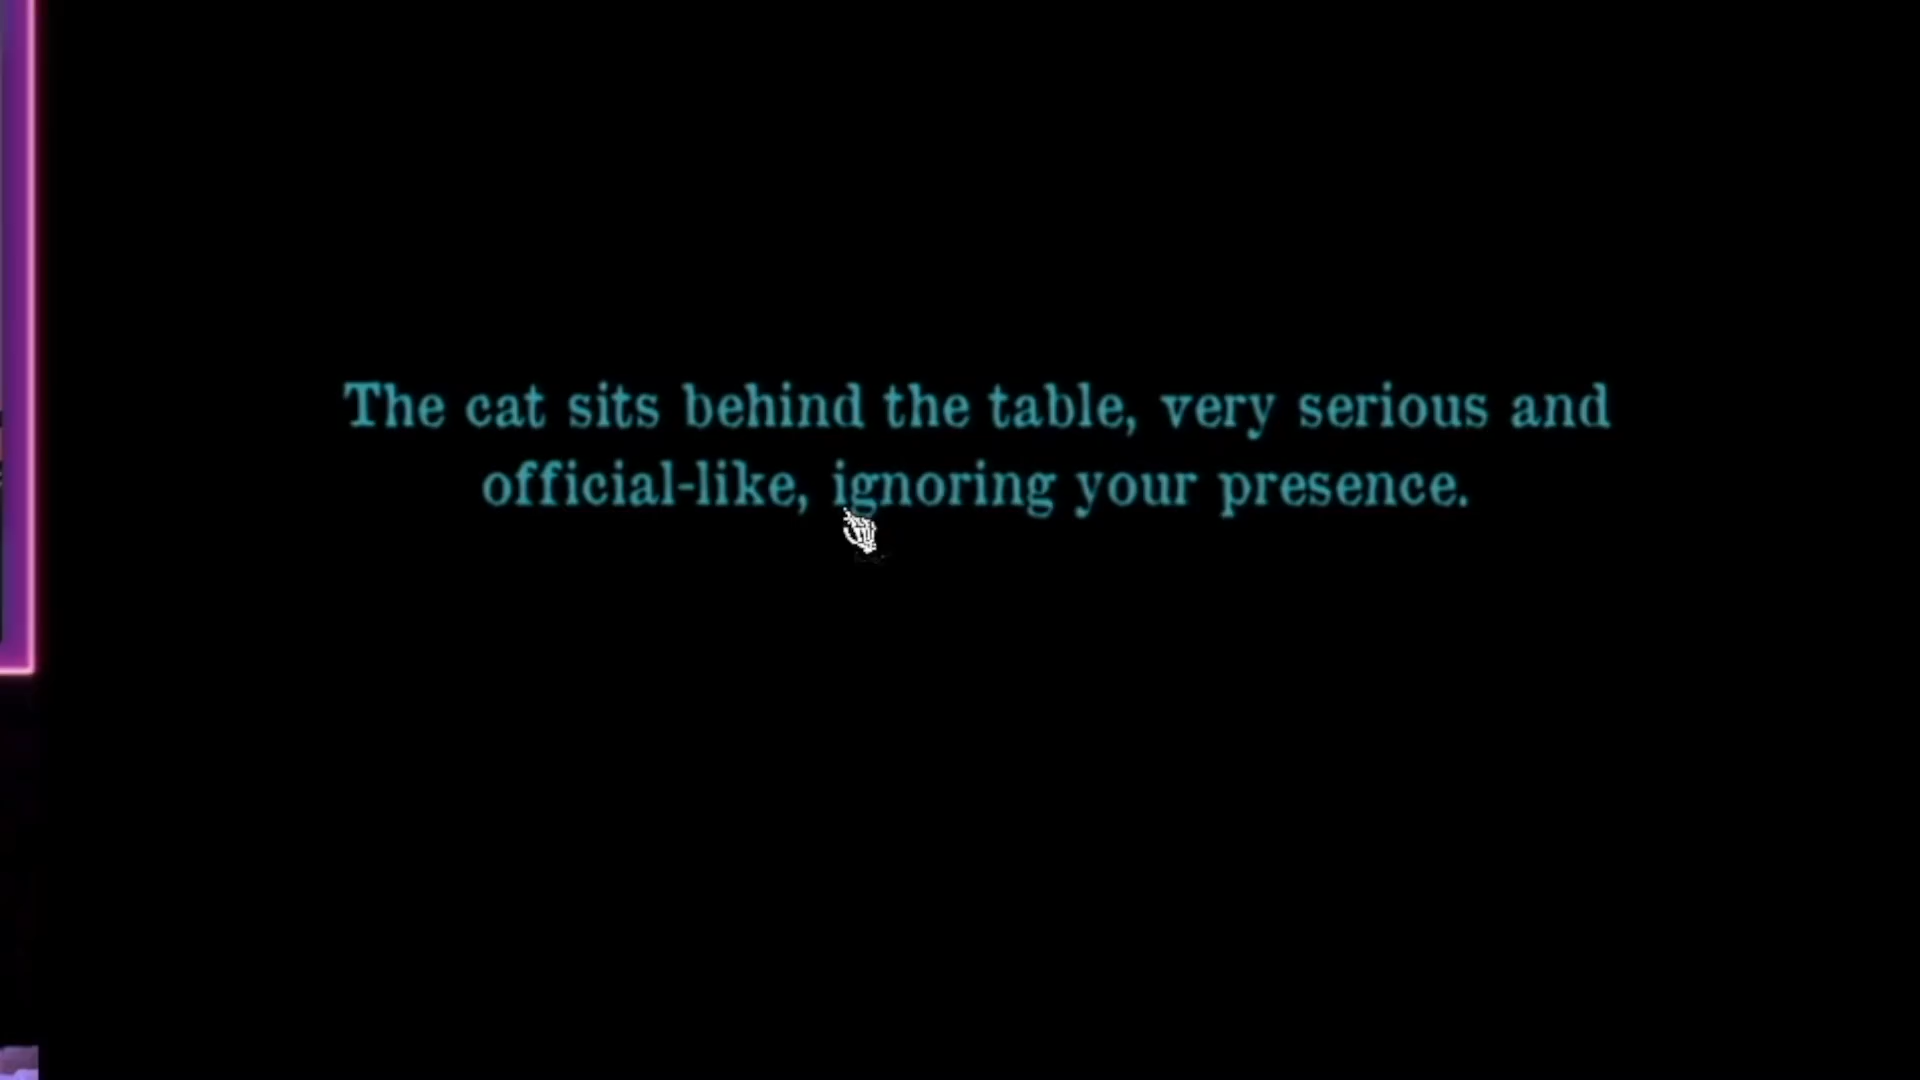 The cat sits behind the table, very serious and
official-like, ignoring your presence.